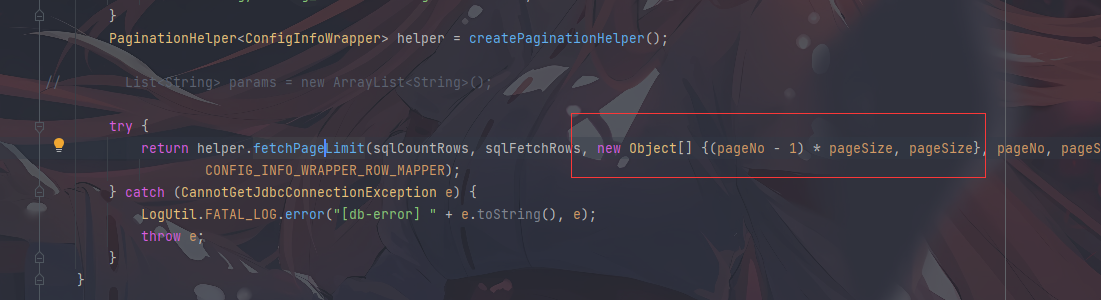 }
PaginationHelper<ConfigInfoWrapper> helper = createPaginationHelper();
//        List<String> params = new ArrayList<String>();
try {
return helper.fetchPageLimit(sqlCountRows, sqlFetchRows, new Object[] {(pageNo - 1) * pageSize, pageSize}, pageNo, pageS
CONFIG_INFO_WRAPPER_ROW_MAPPER);
} catch (CannotGetJdbcConnectionException e) {
LogUtil.FATAL_LOG.error("[db-error] " + e.toString(), e);
throw e;
}
}